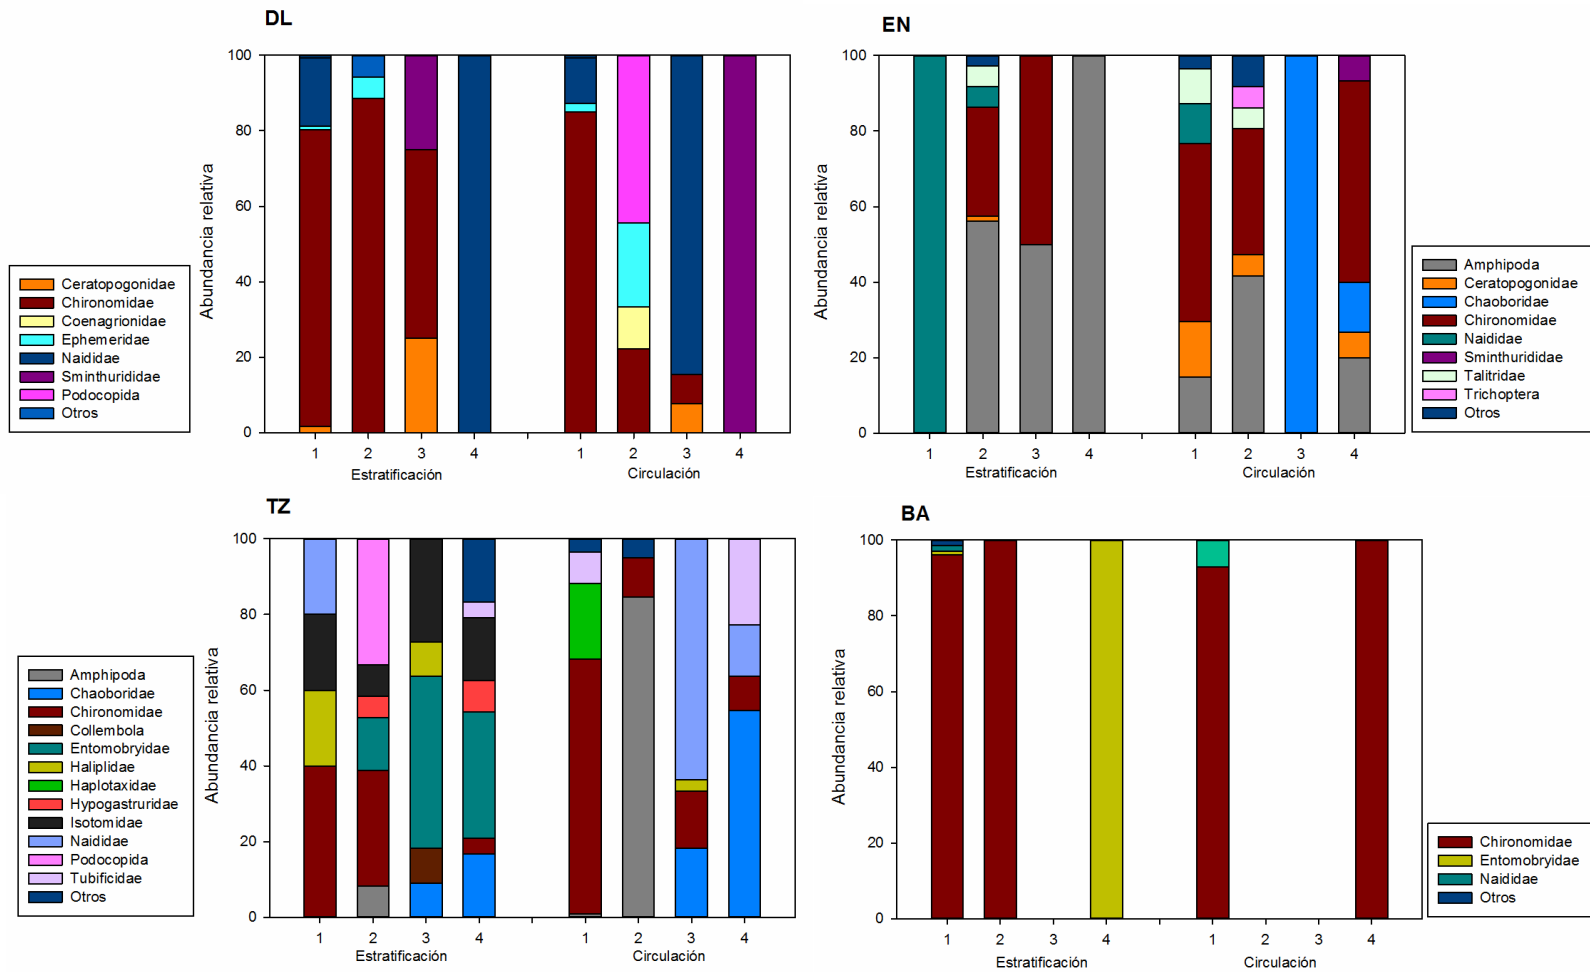 DL
100
80
60
40
20
0
Abundancia relativa
1 2 3 4 1 2 3 4
Estratificación Circulación
Ceratopogonidae
Chironomidae
Coenagrionidae
Ephemeridae
Naididae
Sminthurididae
Podocopida
Otros
EN
100
80
60
40
20
0
Abundancia relativa
1 2 3 4 1 2 3 4
Estratificación Circulación
Amphipoda
Ceratopogonidae
Chaoboridae
Chironomidae
Naididae
Sminthurididae
Talitridae
Trichoptera
Otros
TZ
100
80
60
40
20
0
Abundancia relativa
1 2 3 4 1 2 3 4
Estratificación Circulación
Amphipoda
Chaoboridae
Chironomidae
Collembola
Entomobryidae
Haliplidae
Haplotaxidae
Hypogastruridae
Isotomidae
Naididae
Podocopida
Tubificidae
Otros
BA
100
80
60
40
20
0
Abundancia relativa
1 2 3 4 1 2 3 4
Estratificación Circulación
Chironomidae
Entomobryidae
Naididae
Otros